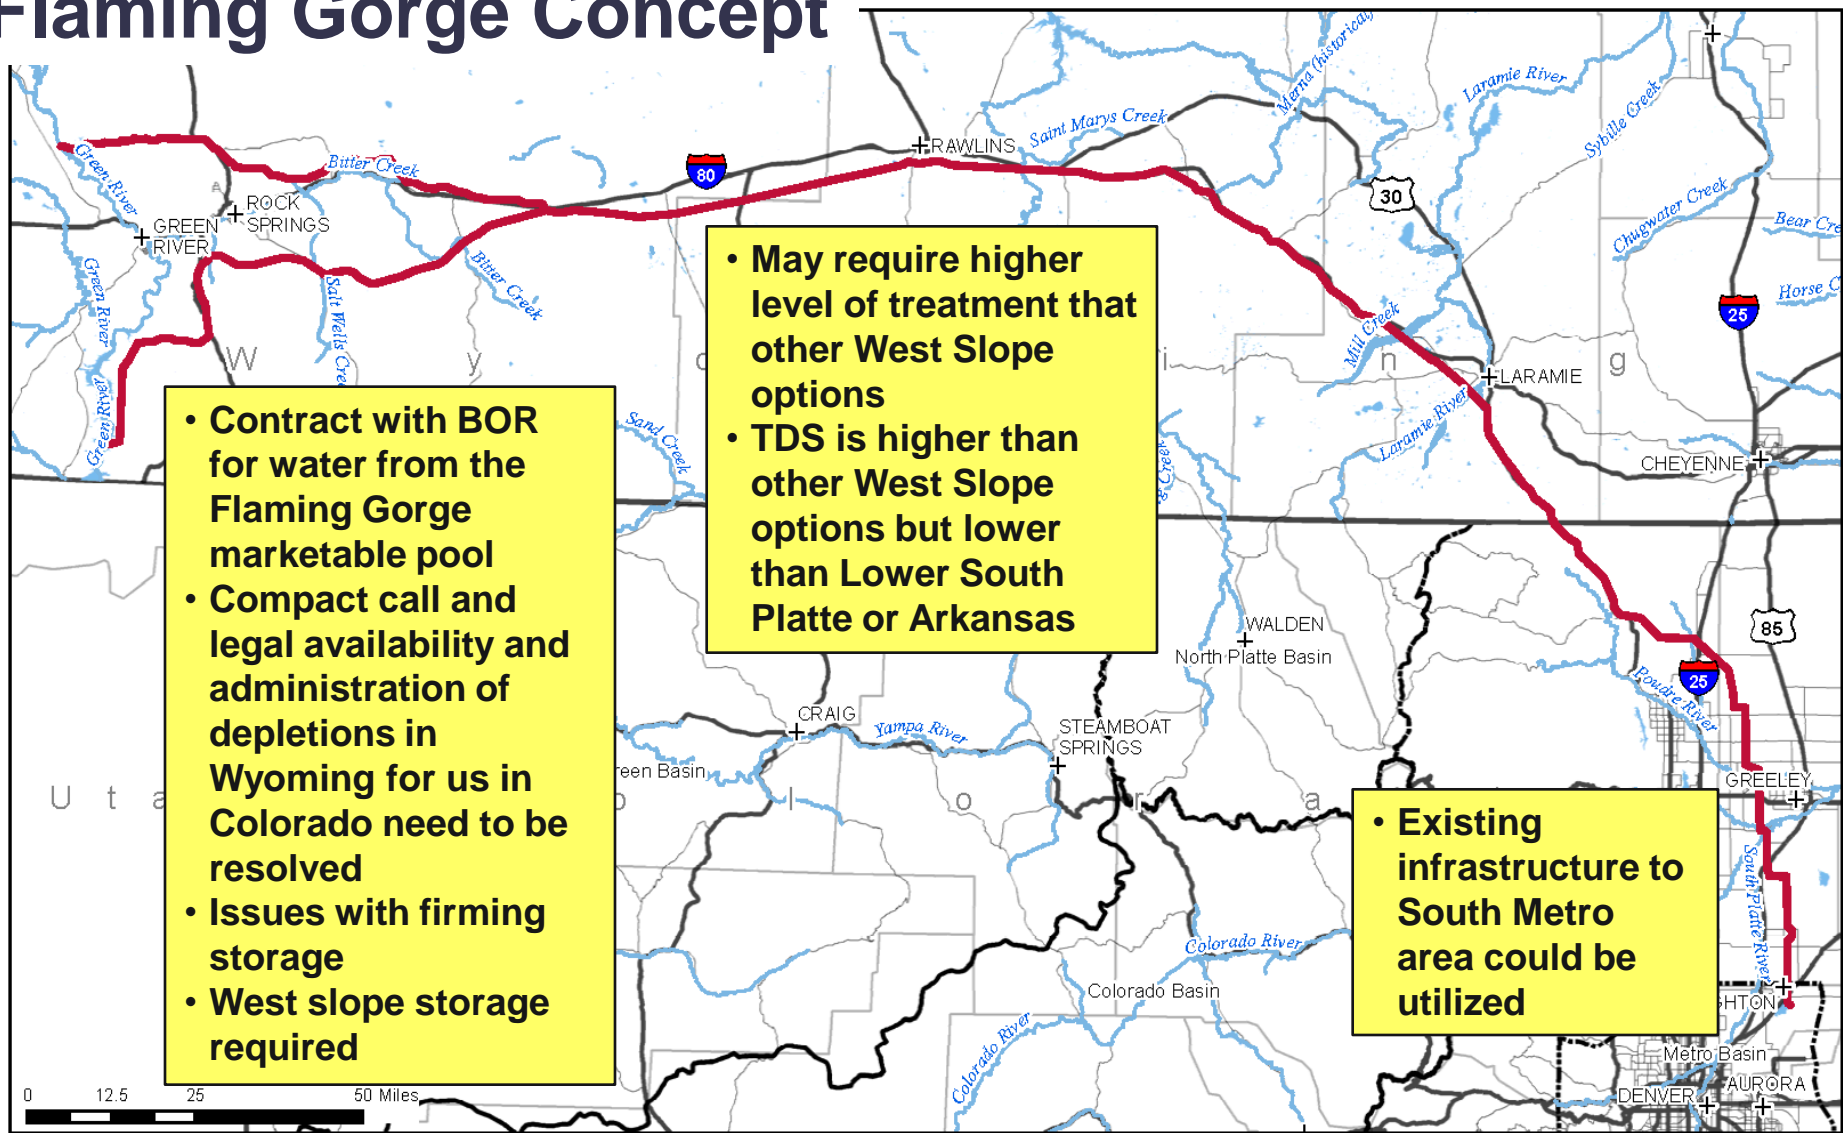 Flaming Gorge Concept
Merna (historical)
Laramie River
Sybille Creek
Saint Marys Creek
RAWLINS
Green River
Bitter Creek
80
30
ROCK
SPRINGS
GREEN
RIVER
Chugwater Creek
Bear Cre
Green River
Salt Wells Cree
Bitter Creek
Horse C
25
Mill Creek
W y o i n g
LARAMIE
Green River
Laramie River
Sand Creek
g Creek
CHEYENNE
• May require higher
level of treatment that
other West Slope
options
• TDS is higher than
other West Slope
options but lower
than Lower South
Platte or Arkansas
• Contract with BOR
for water from the
Flaming Gorge
marketable pool
• Compact call and
legal availability and
administration of
depletions in
Wyoming for us in
Colorado need to be
resolved
• Issues with firming
storage
• West slope storage
required
WALDEN
North Platte Basin
85
25
Poudre River
CRAIG
Yampa River
STEAMBOAT
SPRINGS
reen Basin
GREELEY
U t a
o l o r a
• Existing
infrastructure to
South Metro
area could be
utilized
South Platte River
Colorado River
Colorado Basin
GHTON
Colorado River
Metro Basin
AURORA
DENVER
0 12.5 25 50 Miles